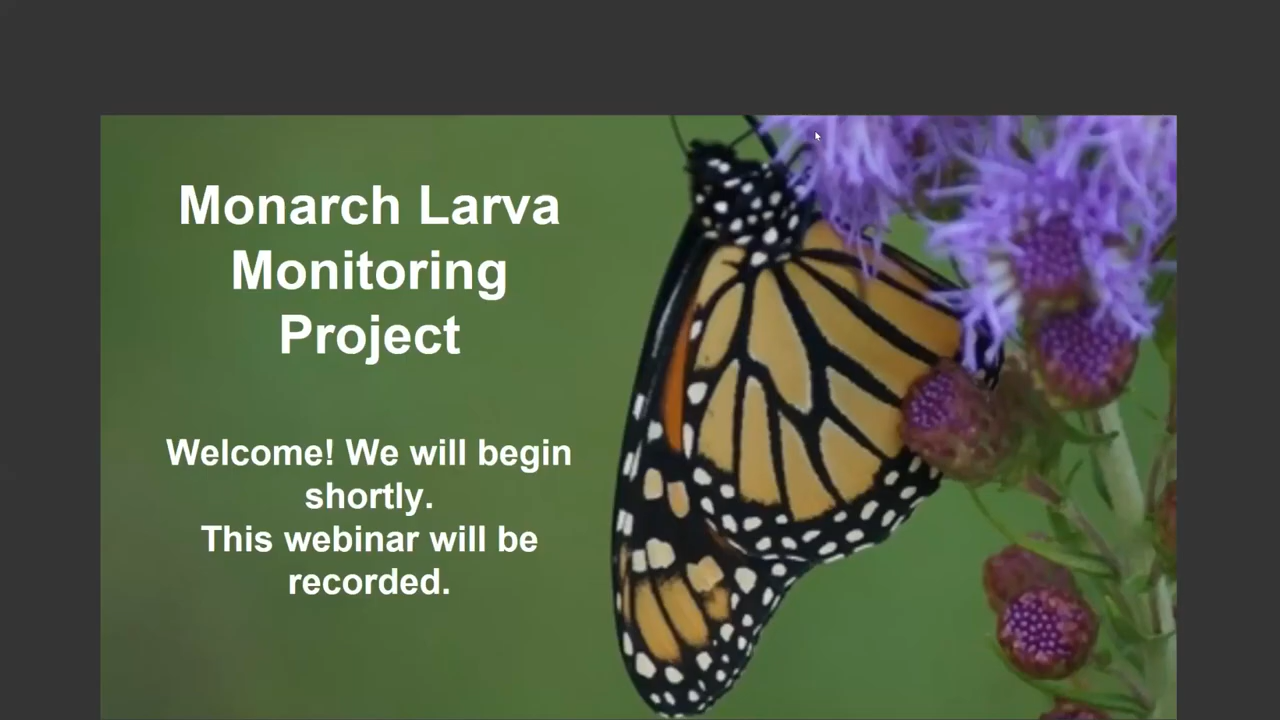 Monarch Larva
Monitoring
Project
Welcome! We will begin
shortly.
This webinar will be
recorded.